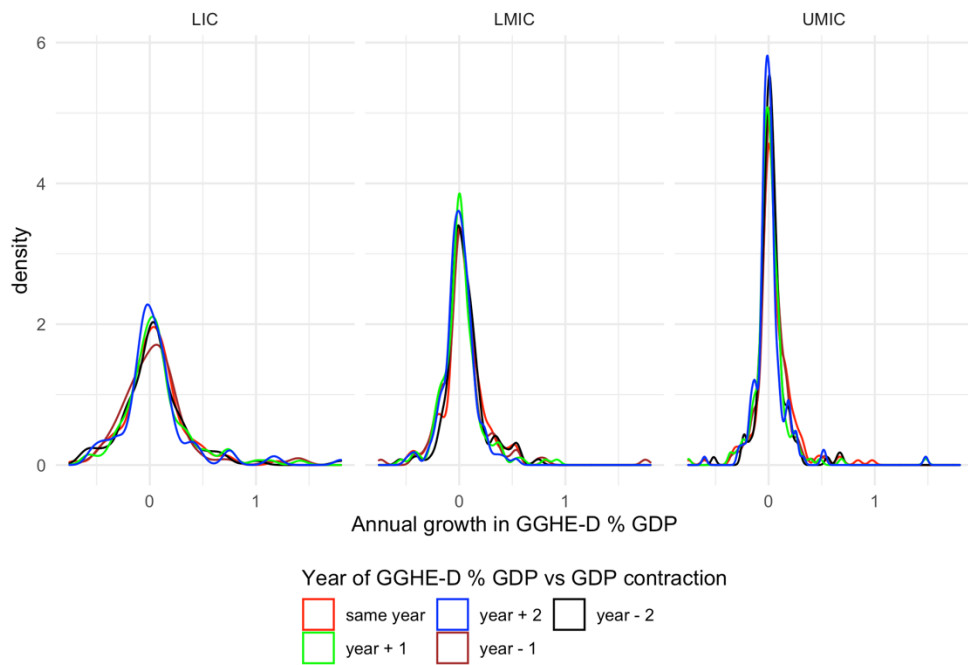 LIC LMIC UMIC
6
4
2
0
density
0 1 0 1 0 1
Annual growth in GGHE-D % GDP
Year of GGHE-D % GDP vs GDP contraction
same year year + 2 year - 2
year + 1 year - 1